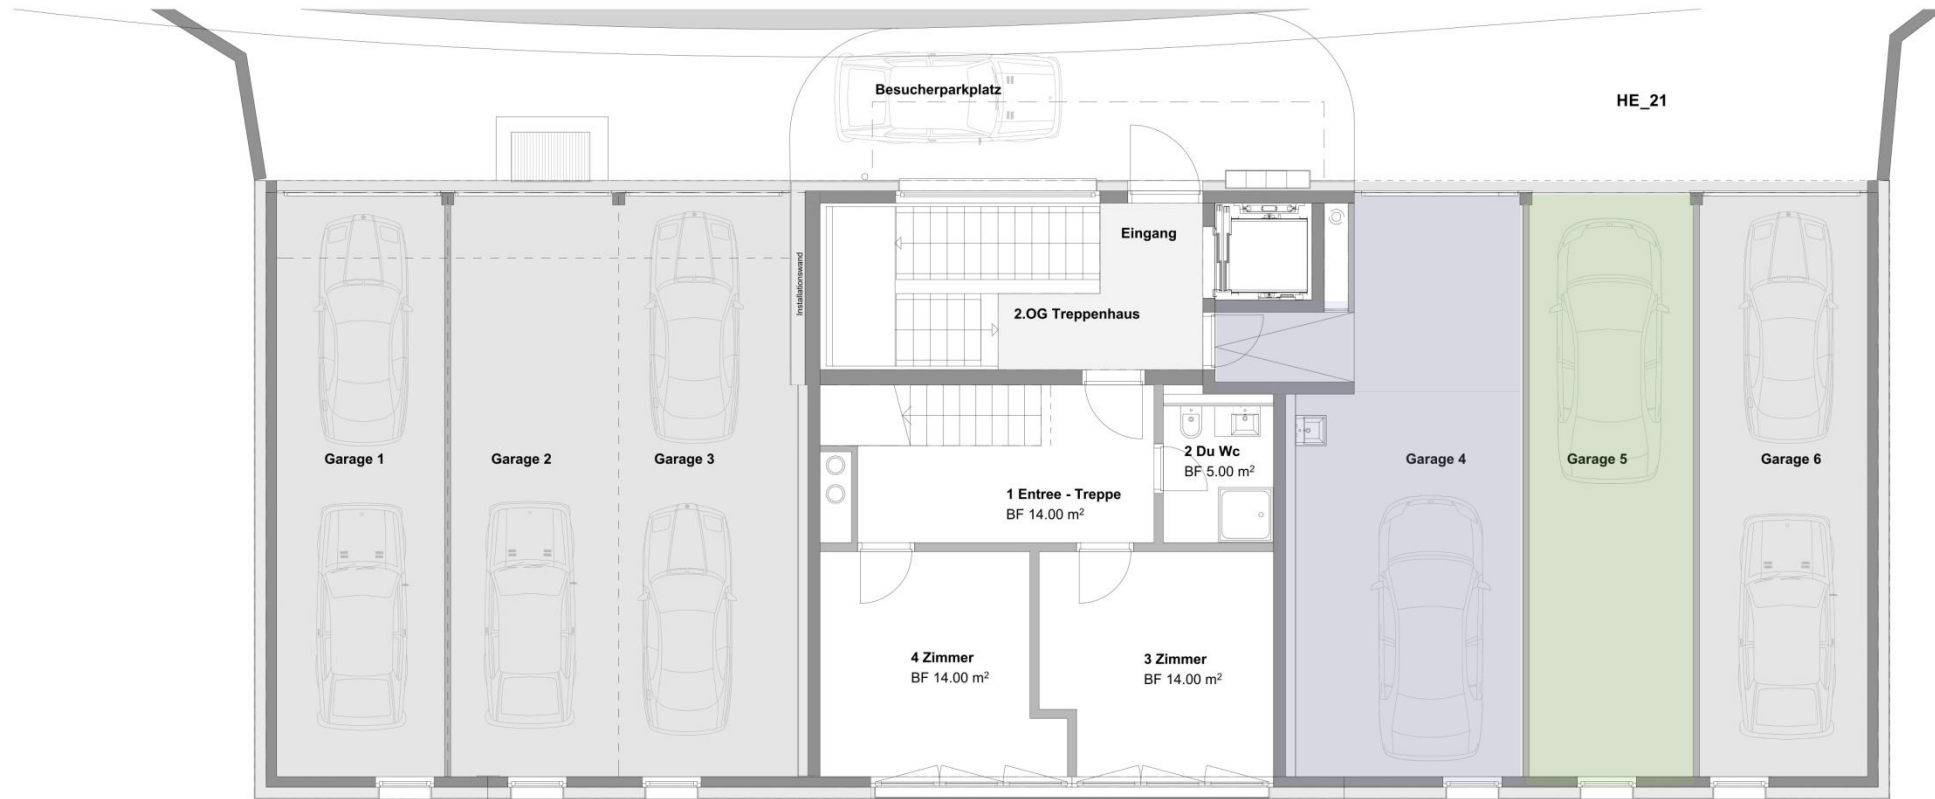 Besucherparkplatz
HE_21
Eingang
Installationswand
2.OG Treppenhaus
Garage 1
Garage 2
Garage 3
2 Du Wc
BF 5.00 m²
Garage 4
Garage 5
Garage 6
1 Entree - Treppe
BF 14.00 m²
4 Zimmer
BF 14.00 m²
3 Zimmer
BF 14.00 m²